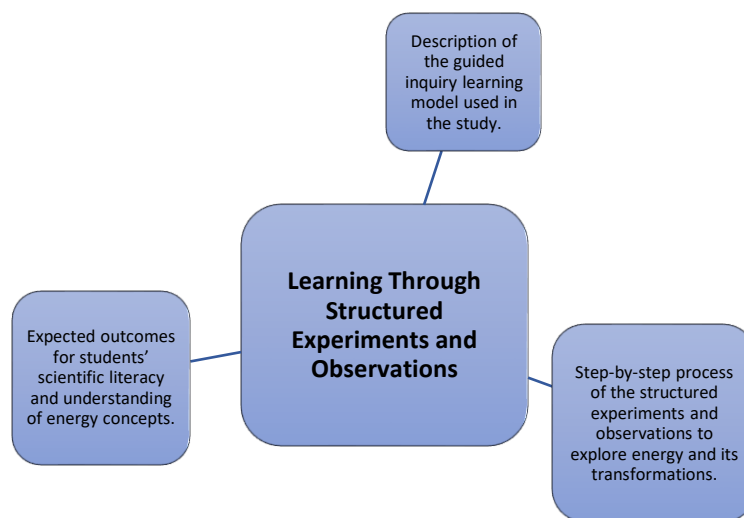 Description of
the guided
inquiry learning
model used in
the study.
Learning Through
Structured
Experiments and
Observations
Expected outcomes
for students’
scientific literacy
and understanding
of energy concepts.
Step-by-step process
of the structured
experiments and
observations to
explore energy and its
transformations.